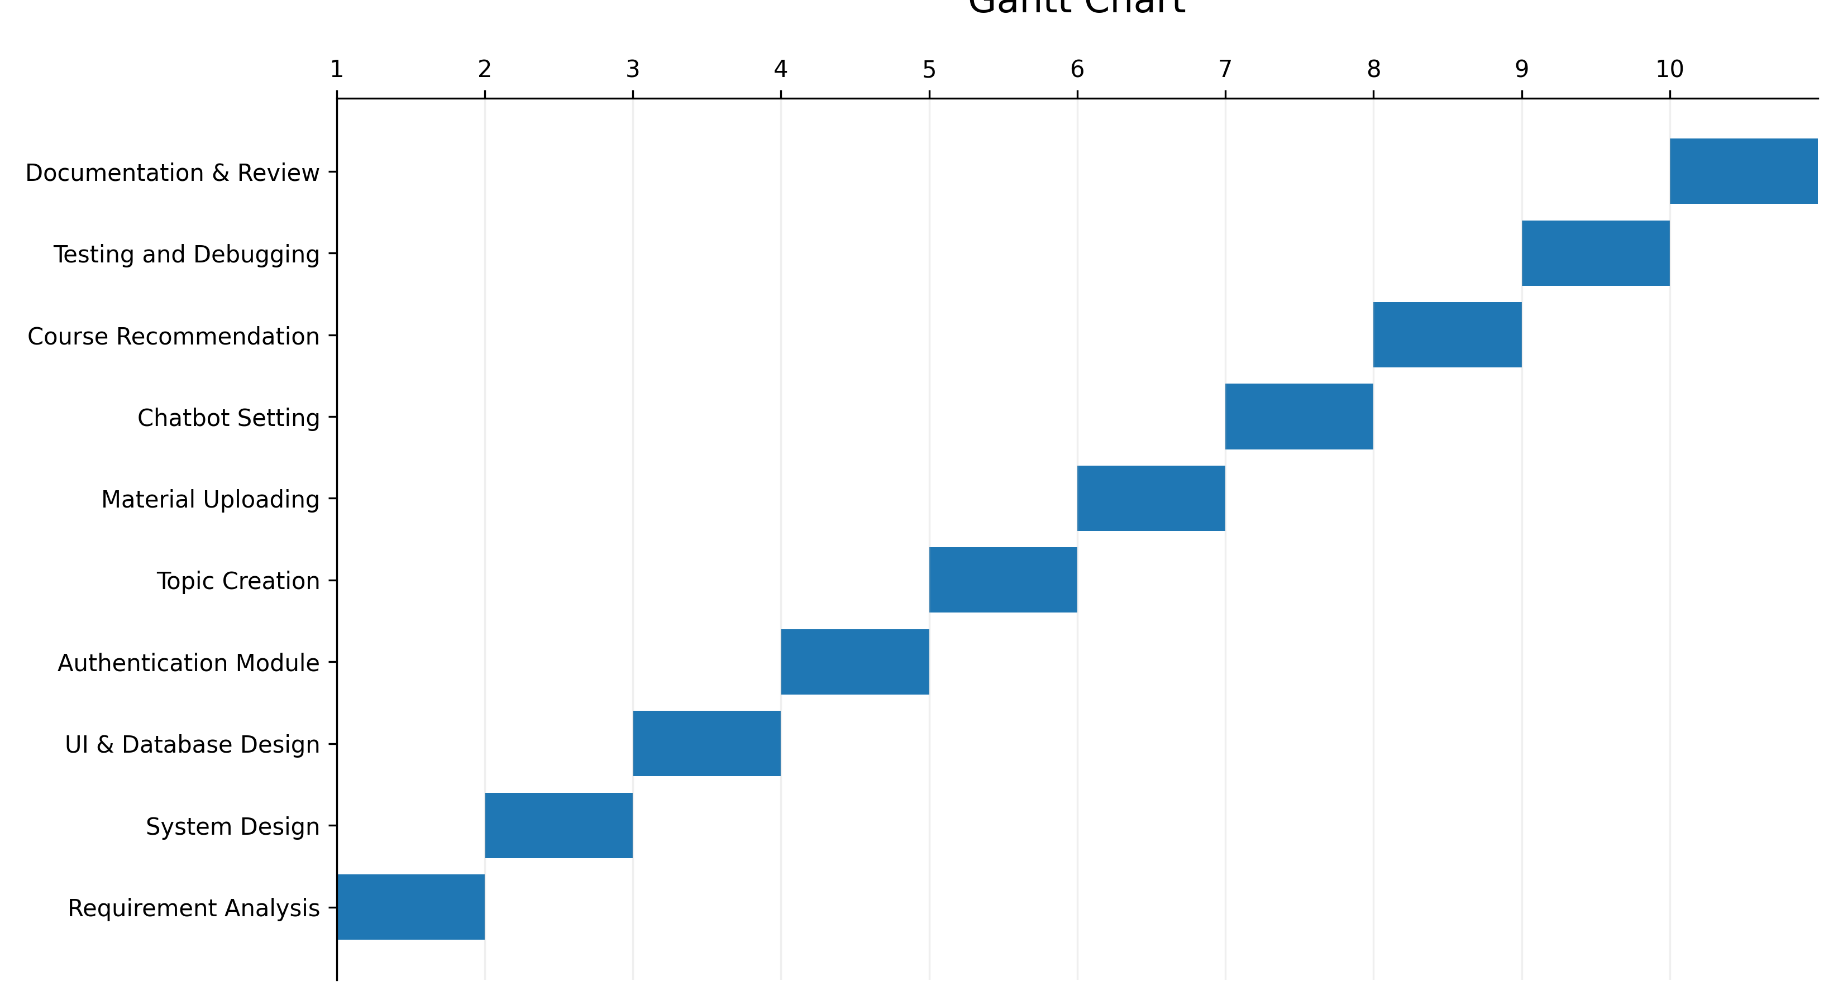 Gantt Chart
1 2 3 4 5 6 7 8 9 10
Documentation & Review
Testing and Debugging
Course Recommendation
Chatbot Setting
Material Uploading
Topic Creation
Authentication Module
UI & Database Design
System Design
Requirement Analysis